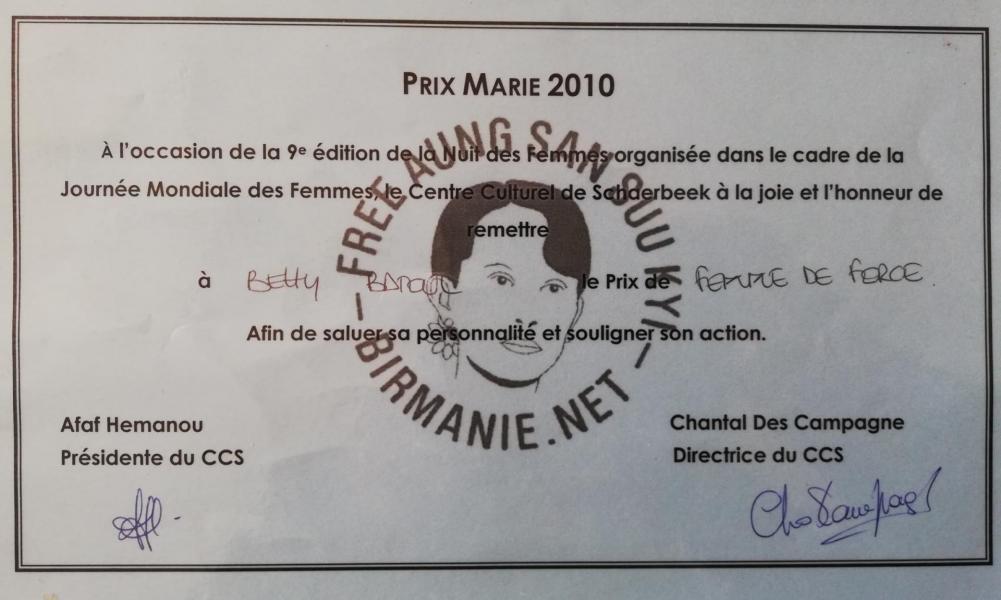 PRIX MARIE 2010
À l'occasion de la 9e édition de la Nuit des Femmes organisée dans le cadre de la
Journée Mondiale des Femmes, le Centre Culturel de Schaerbeek à la joie et l'honneur de
remettre
à BETTY le Prix de FEMME DE FORCE.
Afin de saluer sa personnalité et souligner son action.
FREE AUNG SAN SUU KYI
BIRMANIE.NET
Afaf Hemanou
Présidente du CCS
Chantal Des Campagne
Directrice du CCS